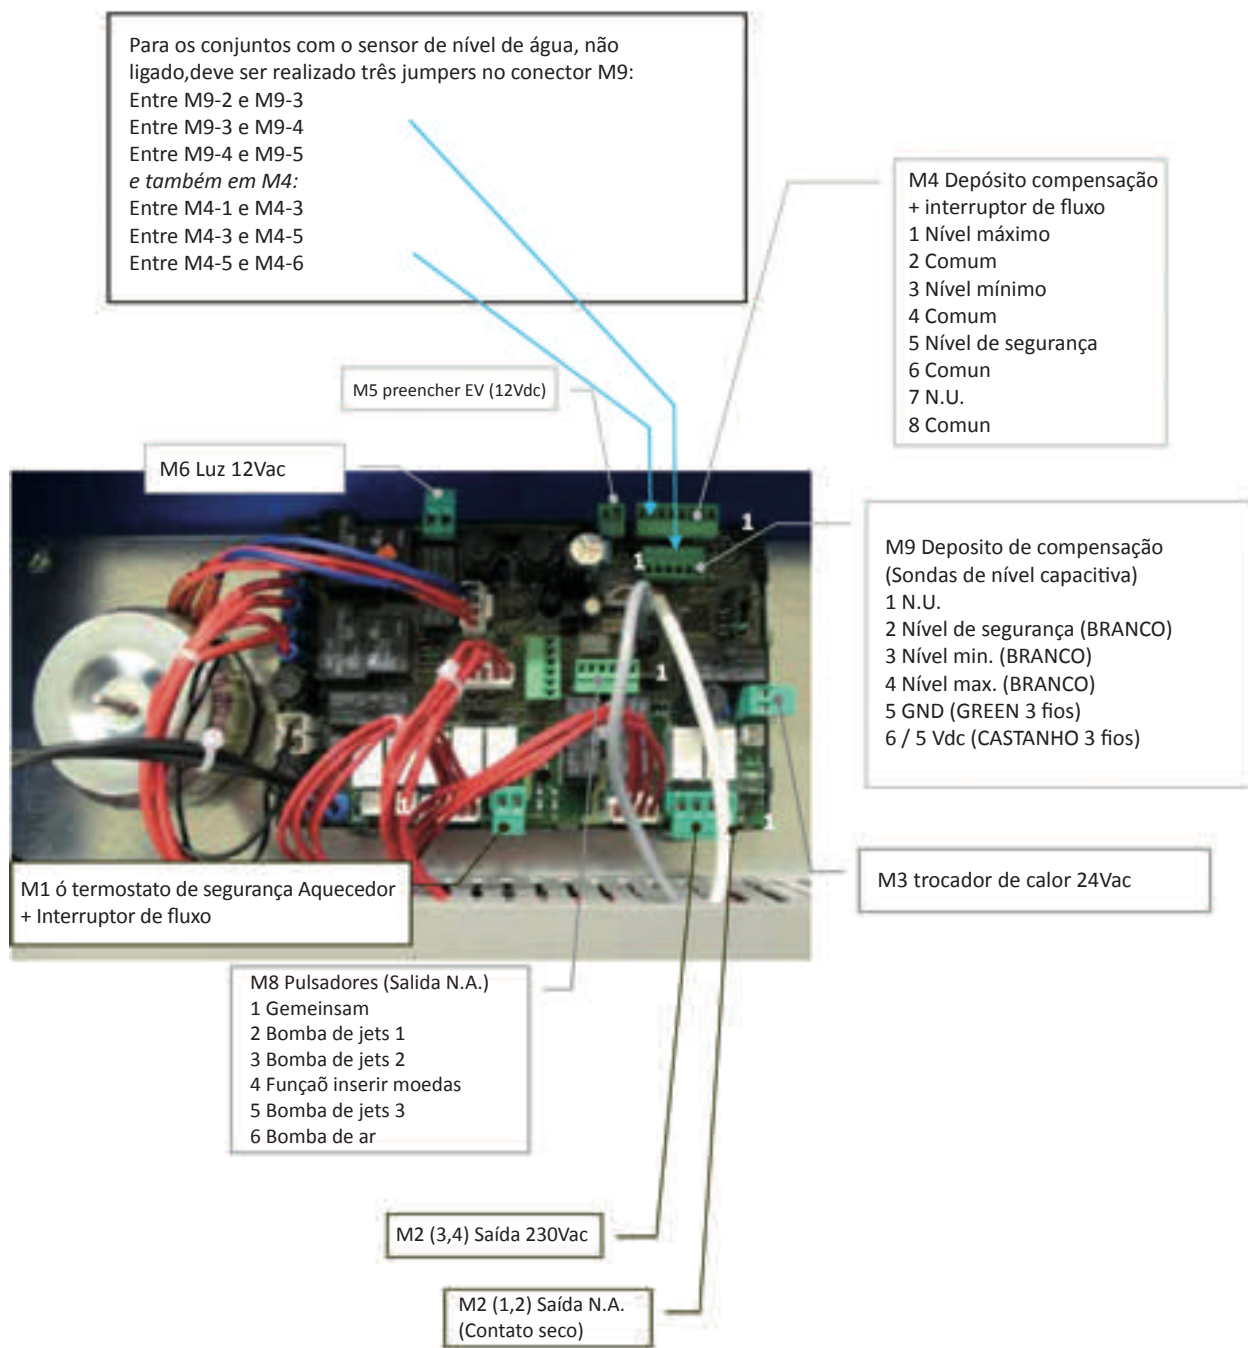 Para os conjuntos com o sensor de nível de água, não
ligado,deve ser realizado três jumpers no conector M9:
Entre M9-2 e M9-3
Entre M9-3 e M9-4
Entre M9-4 e M9-5
e também em M4:
Entre M4-1 e M4-3
Entre M4-3 e M4-5
Entre M4-5 e M4-6
M4 Depósito compensação
+ interruptor de fluxo
1 Nível máximo
2 Comum
3 Nível mínimo
4 Comum
5 Nível de segurança
6 Comun
7 N.U.
8 Comun
M5 preencher EV (12Vdc)
M6 Luz 12Vac
1
1
M9 Deposito de compensação
(Sondas de nível capacitiva)
1 N.U.
2 Nível de segurança (BRANCO)
3 Nível min. (BRANCO)
4 Nível max. (BRANCO)
5 GND (GREEN 3 fios)
6 / 5 Vdc (CASTANHO 3 fios)
1
1
1
M3 trocador de calor 24Vac
M1 ó termostato de segurança Aquecedor
+ Interruptor de fluxo
M8 Pulsadores (Salida N.A.)
1 Gemeinsam
2 Bomba de jets 1
3 Bomba de jets 2
4 Funçaõ inserir moedas
5 Bomba de jets 3
6 Bomba de ar
M2 (3,4) Saída 230Vac
M2 (1,2) Saída N.A.
(Contato seco)